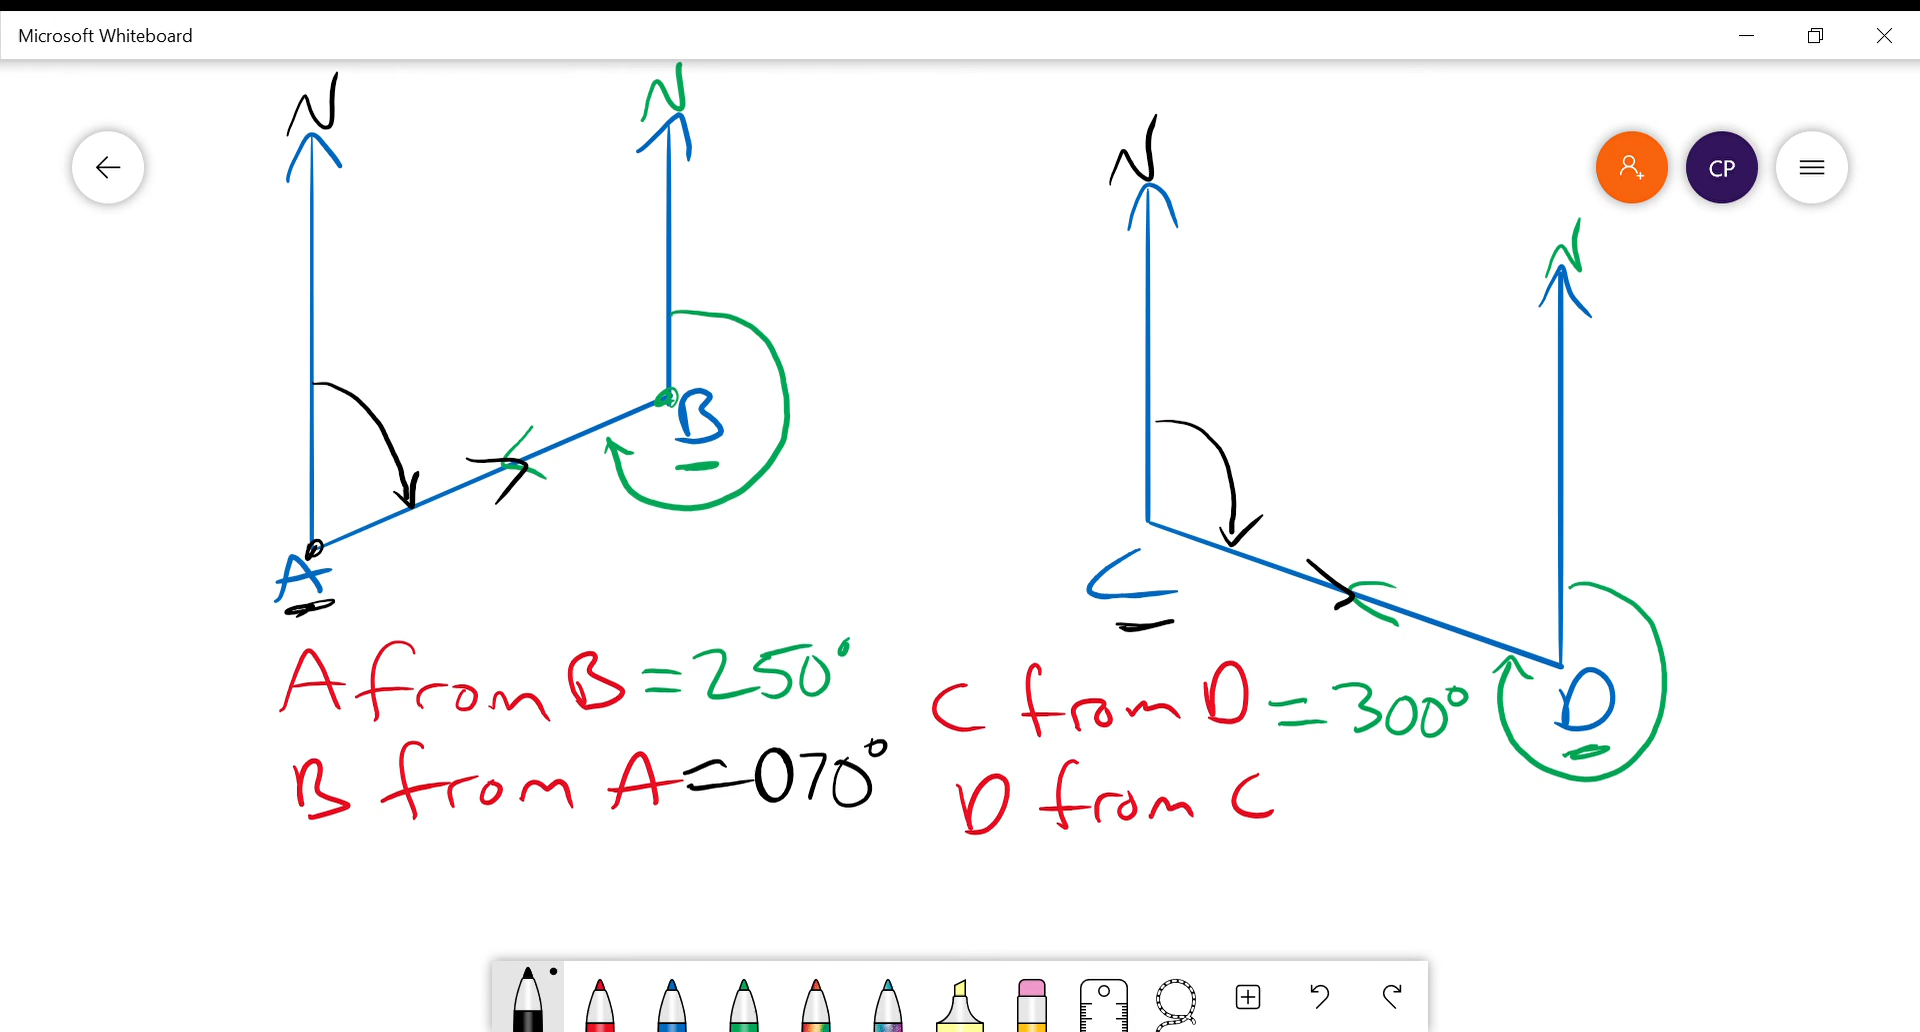 Microsoft Whiteboard
N
N
N
N
CP
B
A
C
D
A from B = 250°
B from A = 070°
C from D = 300°
D from C